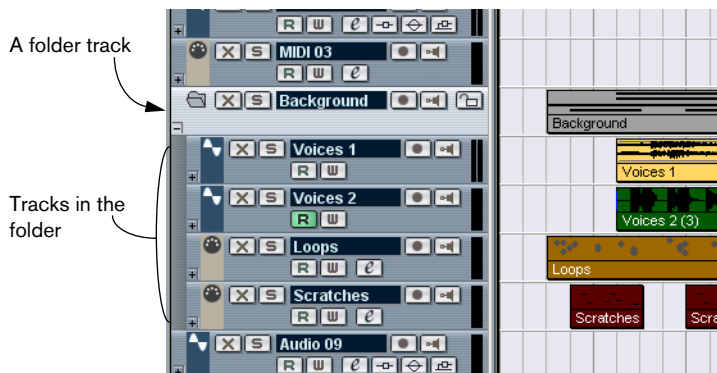 A folder track
Tracks in the
folder
R W e
X S MIDI 03
R W e
X S Background
X S Voices 1
R W
X S Voices 2
R W
X S Loops
R W e
X S Scratches
R W e
X S Audio 09
R W e
Background
Voices 1
Voices 2 (3)
Loops
Scratches
Scra